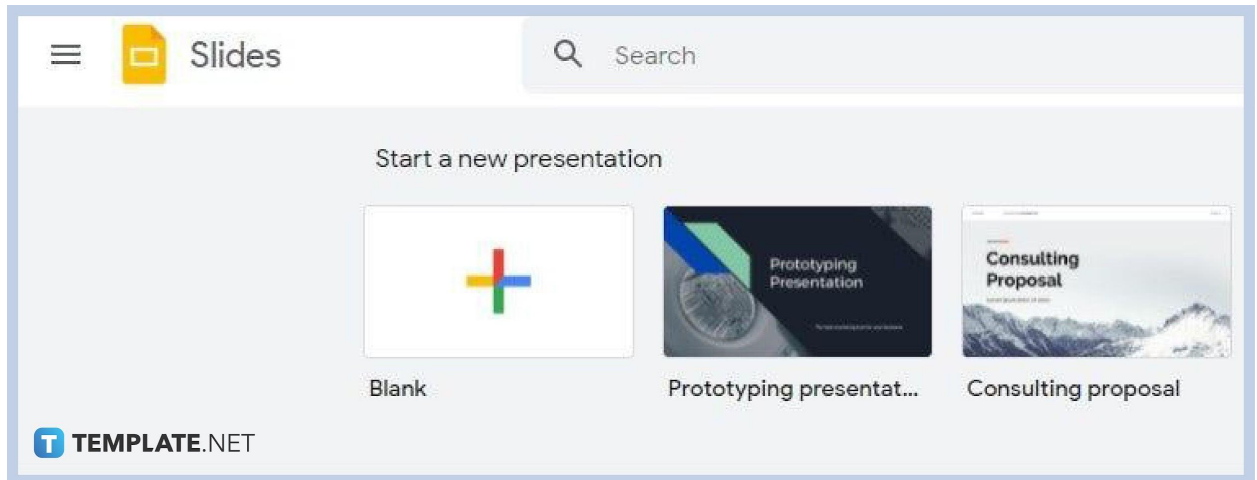 Slides
Search
Start a new presentation
Prototyping
Presentation
Consulting
Proposal
Blank
Prototyping presentat...
Consulting proposal
TEMPLATE.NET